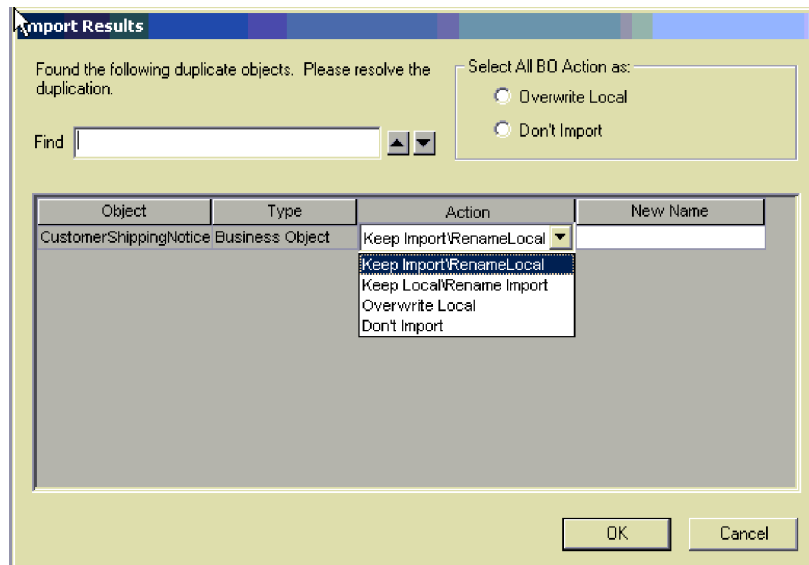 Import Results
Found the following duplicate objects. Please resolve the
duplication.
Select All BO Action as:
Overwrite Local
Don't Import
Find
Object Type Action New Name
CustomerShippingNotice Business Object Keep Import\RenameLocal
Keep Import\RenameLocal
Keep Local\Rename Import
Overwrite Local
Don't Import
OK Cancel